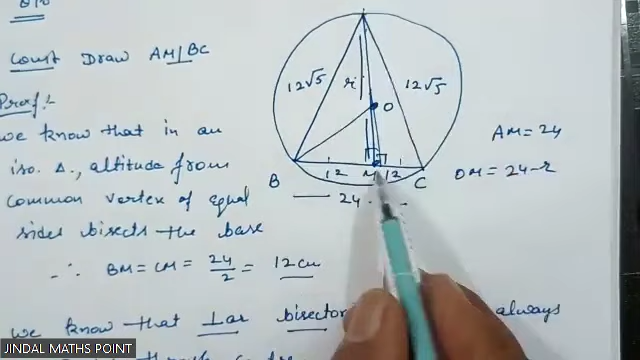 Const Draw AM⊥BC
Proof:-
we know that in an
iso. Δ., altitude from
common vertex of equal
sides bisects the base
∴ BM = CM = 24/2 = 12 cm
we know that ⊥ar bisector always
12√5 12√5
r
O
12 M 12
B C
24
AM = 24
OM = 24-r
JINDAL MATHS POINT